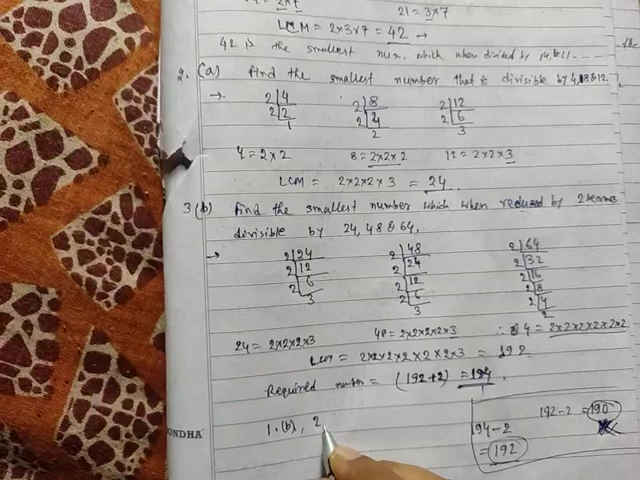 21 = 3×7
LCM = 2×3×7 = 42 →
42 is the smallest num. which when divided by 14, 21 ----
2. (a) Find the smallest number that is divisible by 4, 8 & 12.
→ 2|4 2|8 2|12
2|2 2|4 2|6
1 2 3
4 = 2×2 8 = 2×2×2 12 = 2×2×3
LCM = 2×2×2×3 = 24
3 (b) Find the smallest number which when reduced by 2 becomes
divisible by 24, 48 & 64.
→ 2|24 2|48 2|64
2|12 2|24 2|32
2|6 2|12 2|16
3 2|6 2|8
3 2|4
2
24 = 2×2×2×3 48 = 2×2×2×2×3 ∴ 64 = 2×2×2×2×2×2
LCM = 2×2×2×2×2×2×3 = 192
Required number = (192+2) = 194.
192-2 = 190
1. (b), 2
194-2
= 192
ONDHA